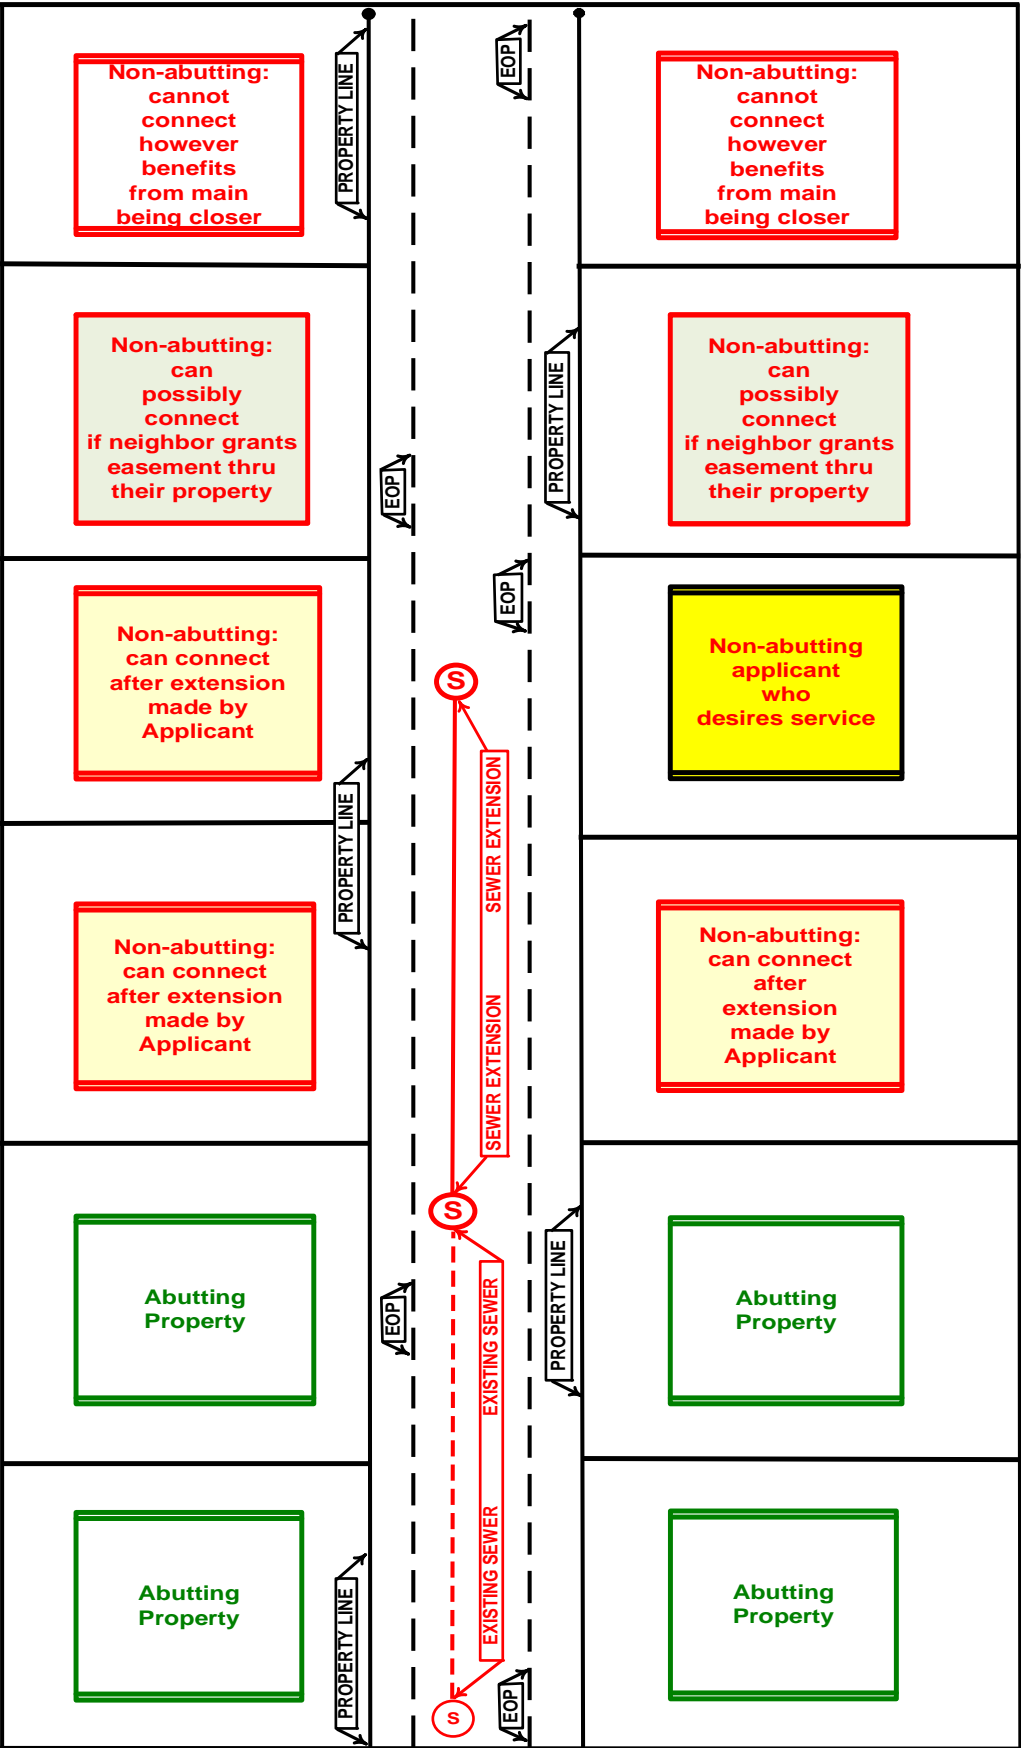 Non-abutting:
cannot
connect
however
benefits
from main
being closer
PROPERTY LINE
EOP
Non-abutting:
cannot
connect
however
benefits
from main
being closer
Non-abutting:
can
possibly
connect
if neighbor grants
easement thru
their property
EOP
PROPERTY LINE
Non-abutting:
can
possibly
connect
if neighbor grants
easement thru
their property
EOP
Non-abutting:
can connect
after extension
made by
Applicant
S
Non-abutting
applicant
who
desires service
PROPERTY LINE
SEWER EXTENSION
SEWER EXTENSION
Non-abutting:
can connect
after extension
made by
Applicant
Non-abutting:
can connect
after
extension
made by
Applicant
S
Abutting
Property
EOP
EXISTING SEWER
EXISTING SEWER
PROPERTY LINE
Abutting
Property
Abutting
Property
PROPERTY LINE
S
EOP
Abutting
Property